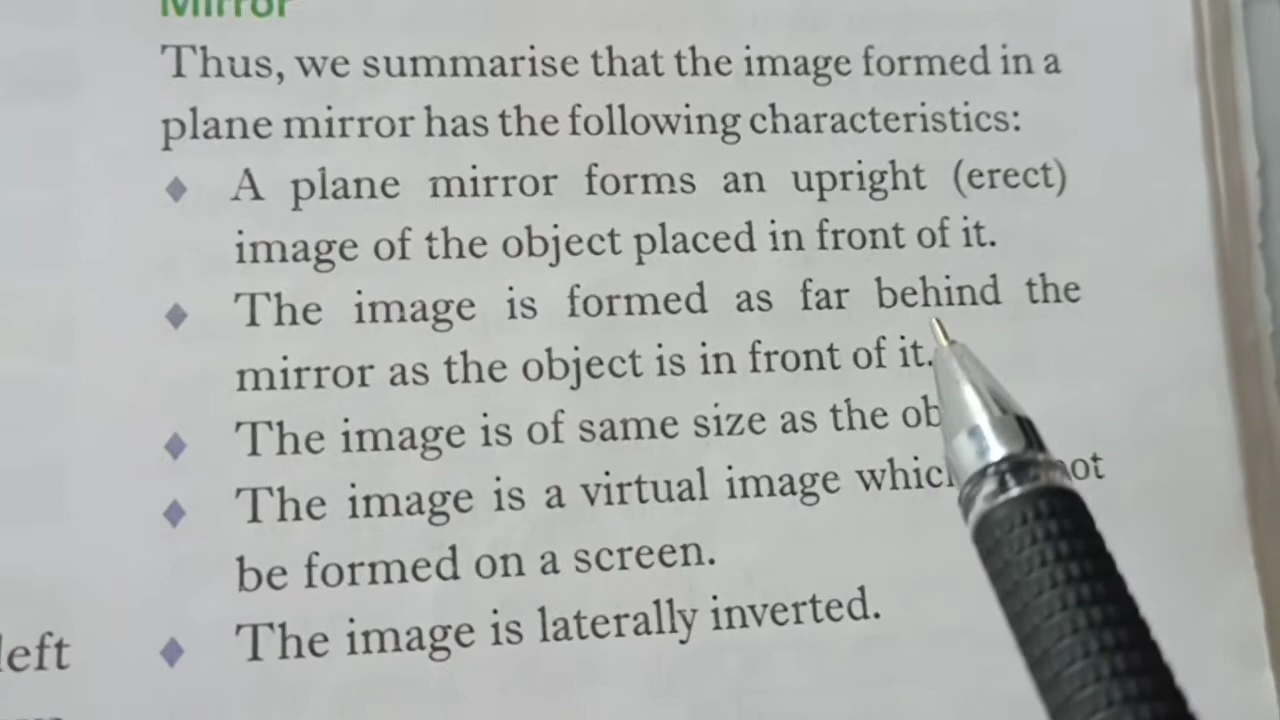 Mirror
Thus, we summarise that the image formed in a
plane mirror has the following characteristics:
A plane mirror forms an upright (erect)
image of the object placed in front of it.
The image is formed as far behind the
mirror as the object is in front of it.
The image is of same size as the ob
The image is a virtual image which not
be formed on a screen.
The image is laterally inverted.
left